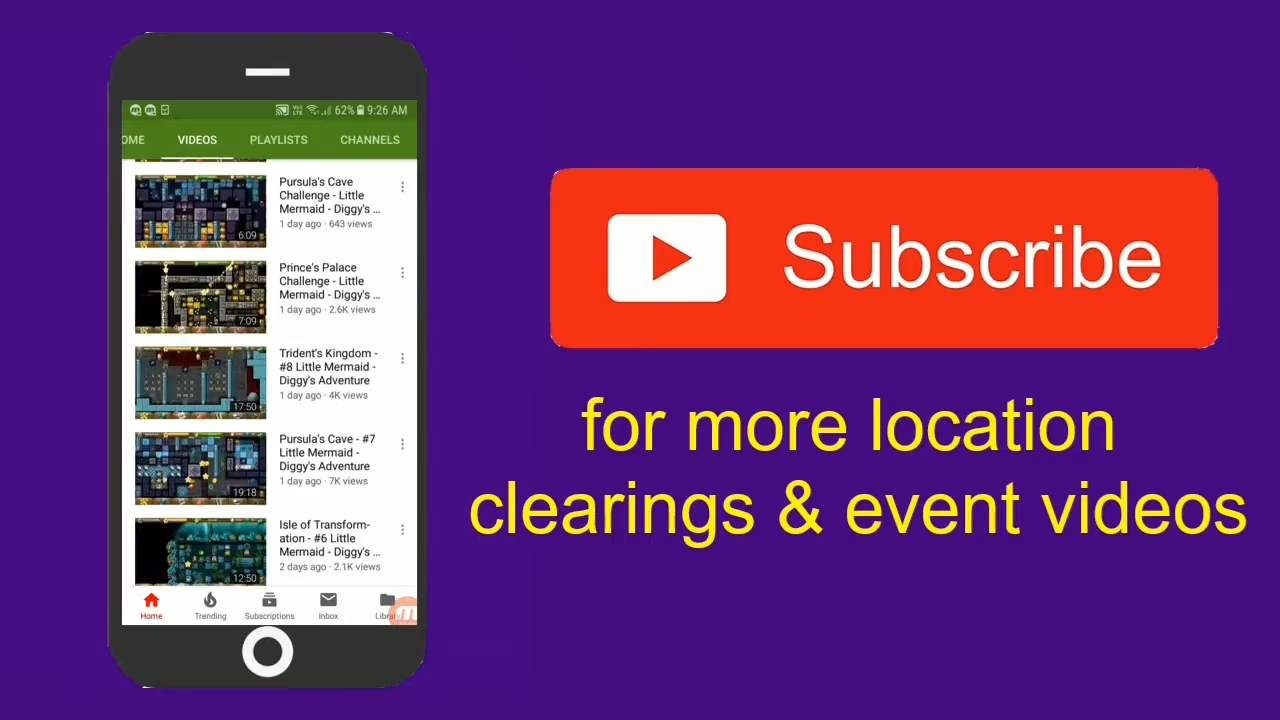 62% 9:26 AM
OME VIDEOS PLAYLISTS CHANNELS
Pursula's Cave
Challenge - Little
Mermaid - Diggy's ...
1 day ago · 643 views
6:09
Prince's Palace
Challenge - Little
Mermaid - Diggy's ...
1 day ago · 2.6K views
7:09
Trident's Kingdom -
#8 Little Mermaid -
Diggy's Adventure
1 day ago · 4K views
17:50
Pursula's Cave - #7
Little Mermaid -
Diggy's Adventure
1 day ago · 7K views
19:18
Isle of Transform-
ation - #6 Little
Mermaid - Diggy's ...
2 days ago · 2.1K views
12:50
Home Trending Subscriptions Inbox Library
Subscribe
for more location
clearings & event videos